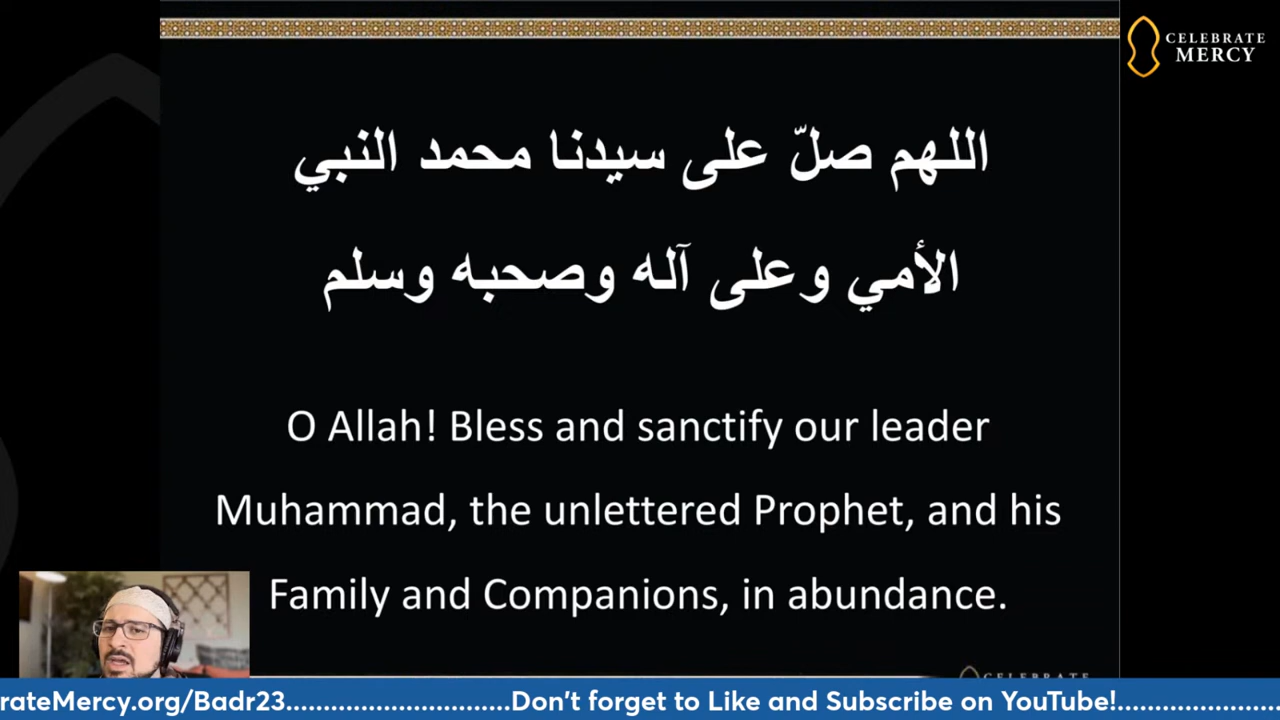 CELEBRATE
MERCY
اللهم صلّ على سيدنا محمد النبي
الأمي وعلى آله وصحبه وسلم
O Allah! Bless and sanctify our leader
Muhammad, the unlettered Prophet, and his
Family and Companions, in abundance.
CELEBRATE
rateMercy.org/Badr23..............................Don't forget to Like and Subscribe on YouTube!......................